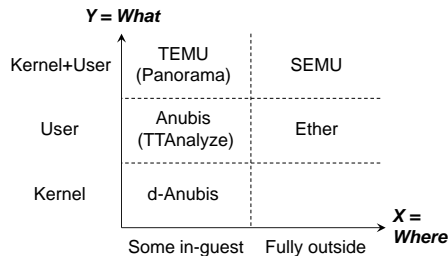 Y = What
Kernel+User
TEMU
(Panorama)
SEMU
User
Anubis
(TTAnalyze)
Ether
Kernel
d-Anubis
X =
Where
Some in-guest
Fully outside